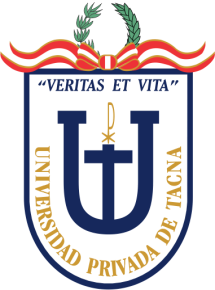 "VERITAS ET VITA"
UNIVERSIDAD PRIVADA DE TACNA